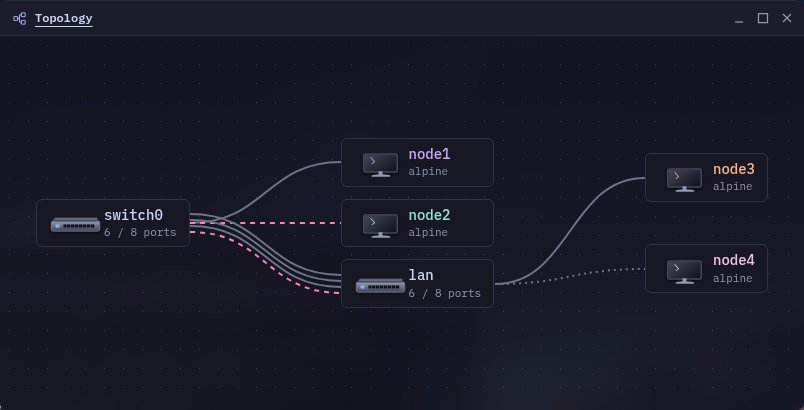 Topology
switch0
6 / 8 ports
node1
alpine
node2
alpine
lan
6 / 8 ports
node3
alpine
node4
alpine